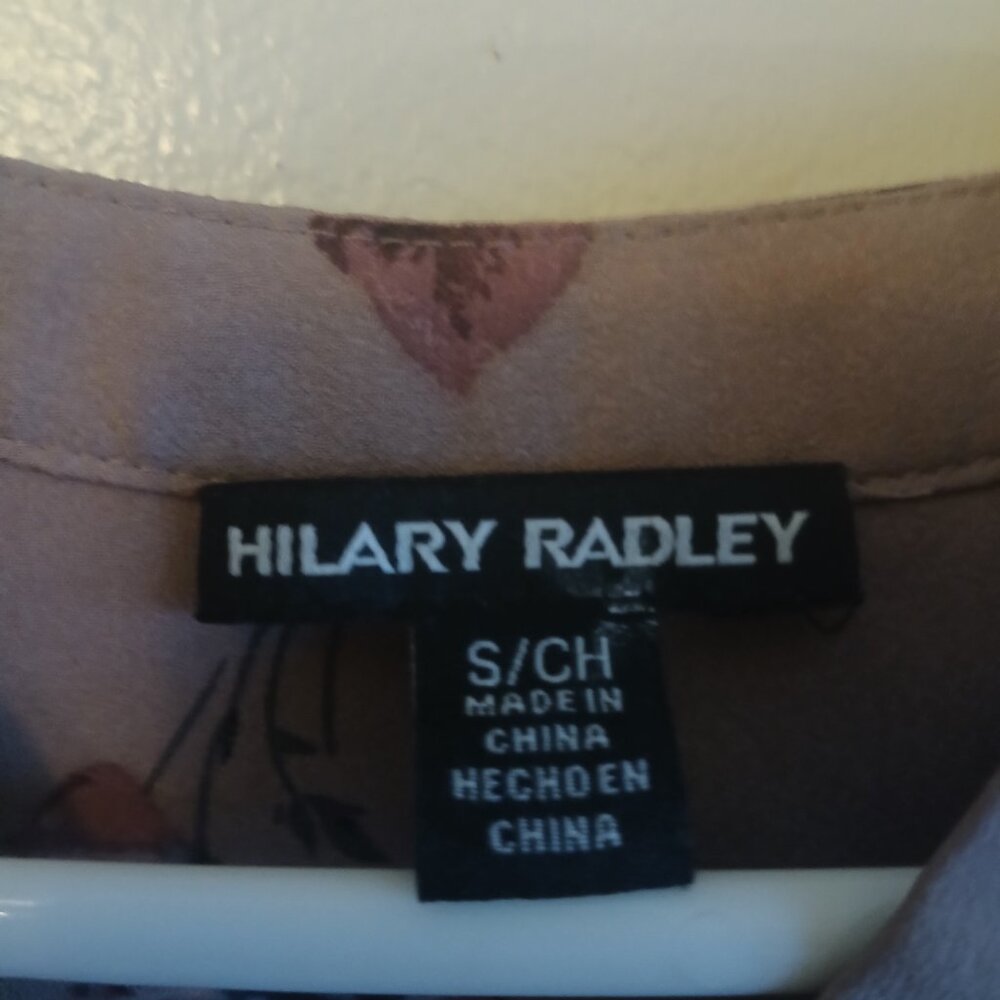 HILARY RADLEY
S/CH
MADE IN
CHINA
HECHO EN
CHINA